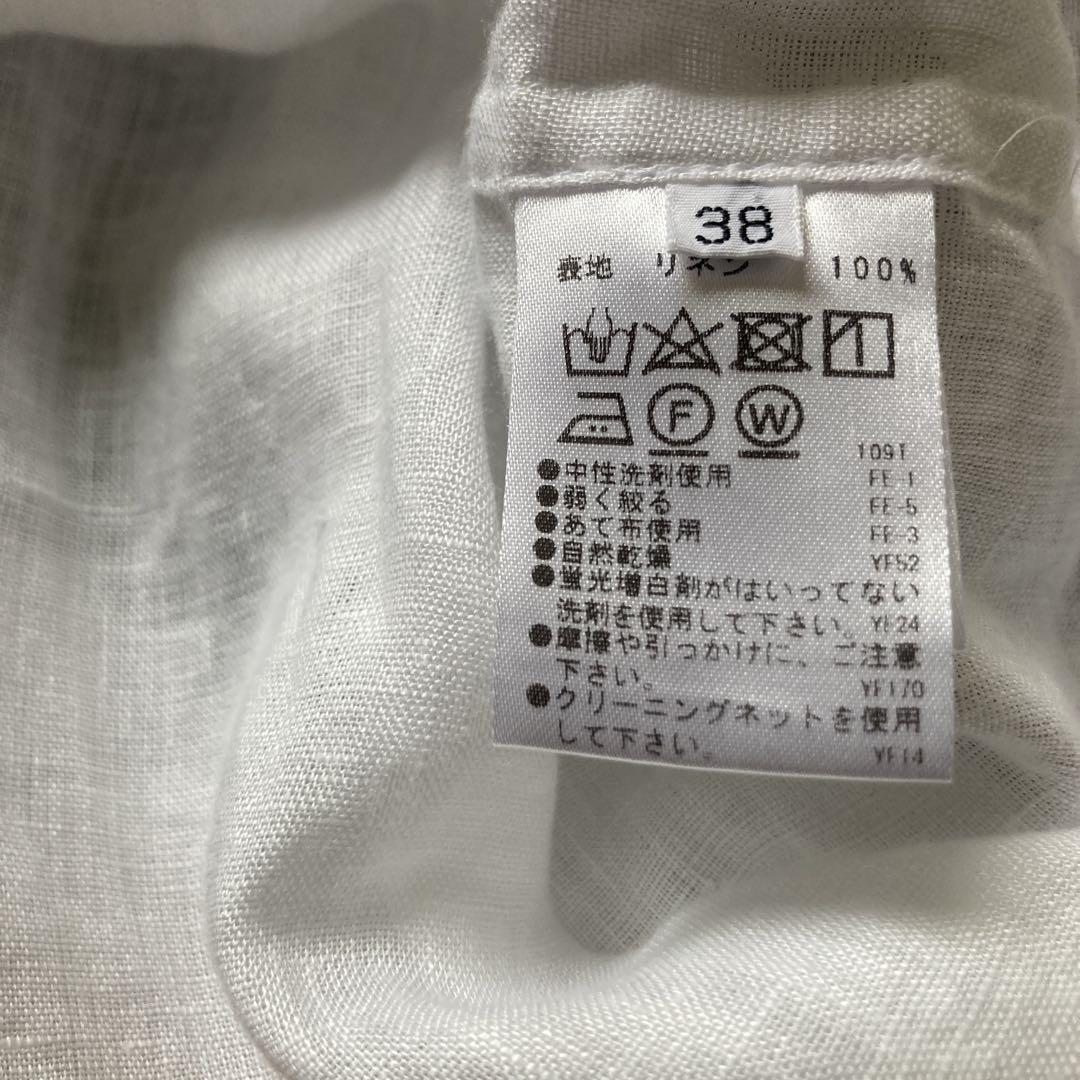 38
表地 リネン 100%
F W
109T
●中性洗剤使用 FE-1
●弱く絞る FE-5
●あて布使用 FE-3
●自然乾燥 YF52
●蛍光増白剤がはいってない
洗剤を使用して下さい。 YF24
●摩擦や引っかけに、ご注意
下さい。 YF170
●クリーニングネットを使用
して下さい。 YF14